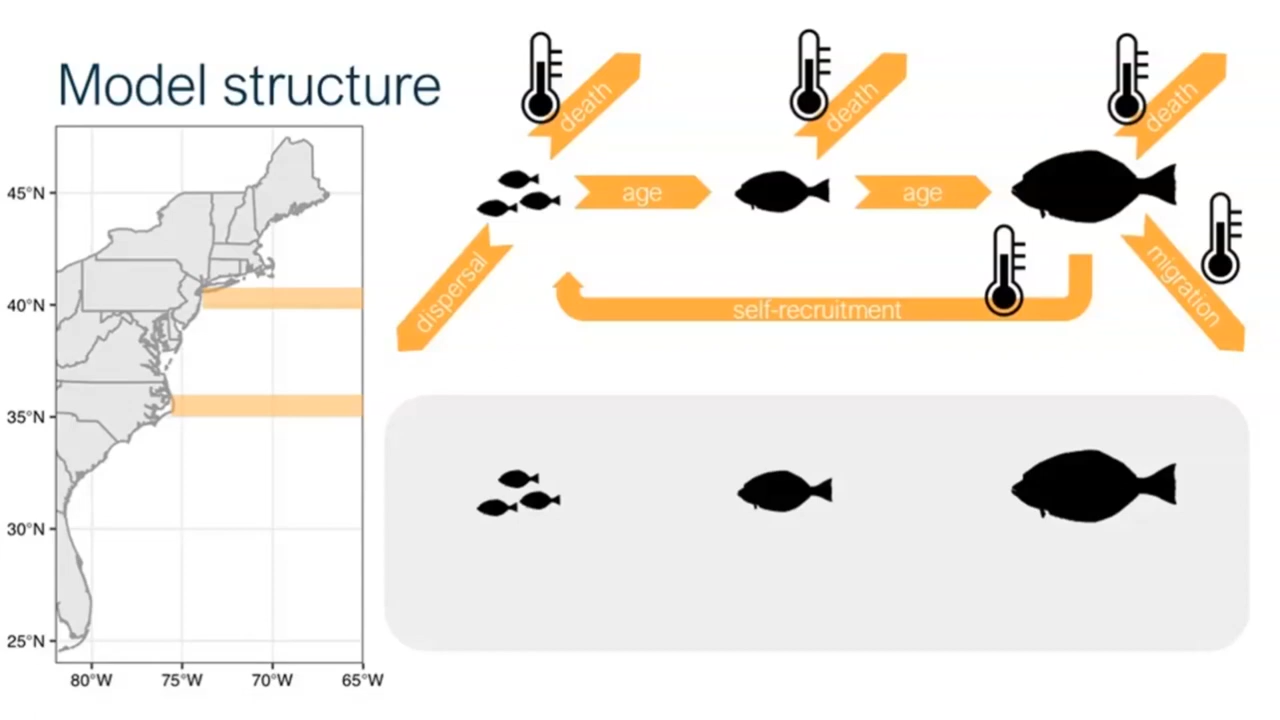 Model structure
45°N
40°N
35°N
30°N
25°N
80°W
75°W
70°W
65°W
death
death
death
age
age
dispersal
self-recruitment
migration